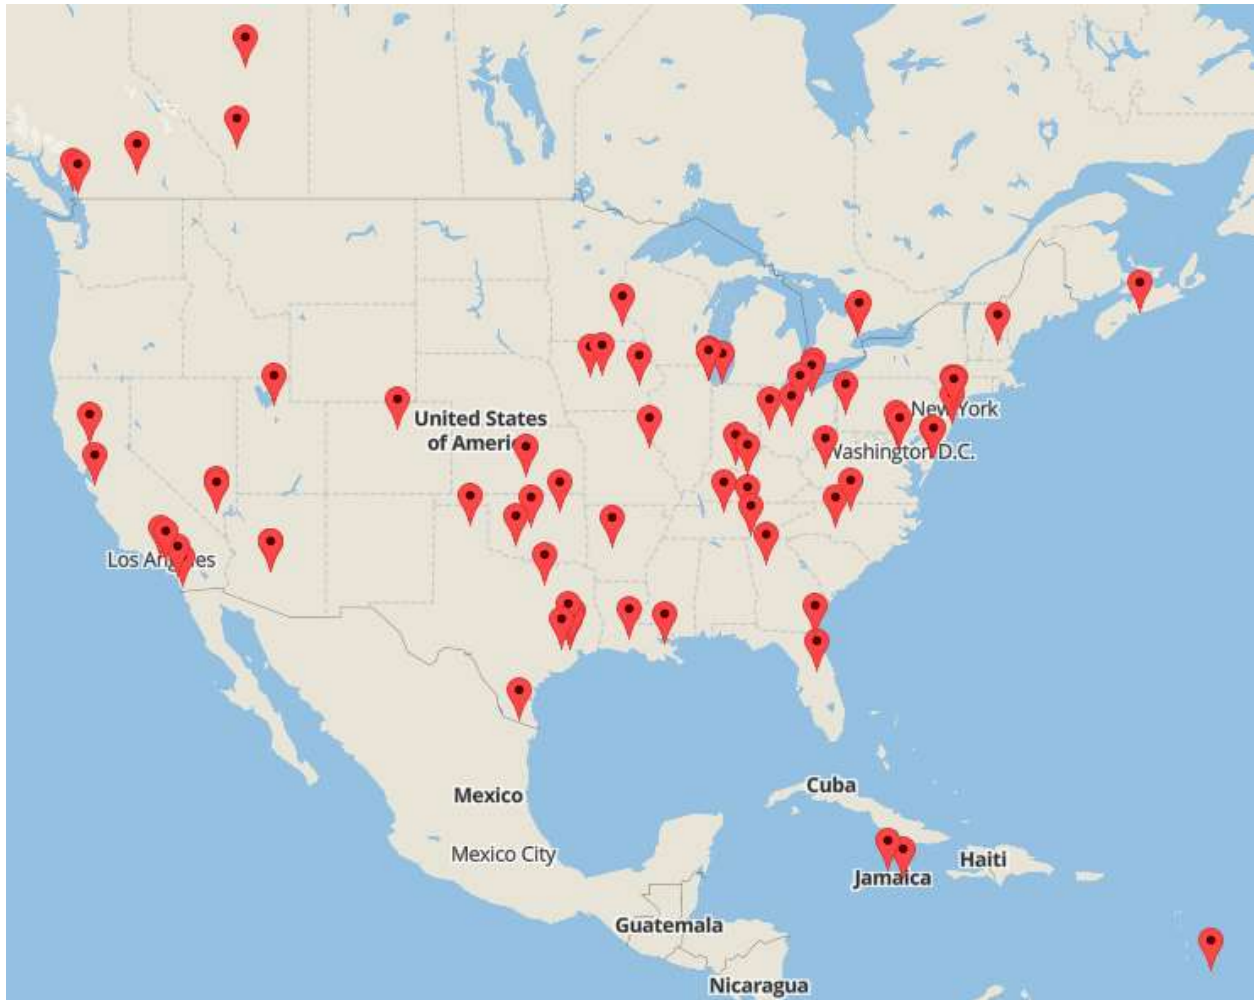 United States
of Americ
New York
Washington D.C.
Los Angeles
Mexico
Mexico City
Cuba
Haiti
Jamaica
Guatemala
Nicaragua